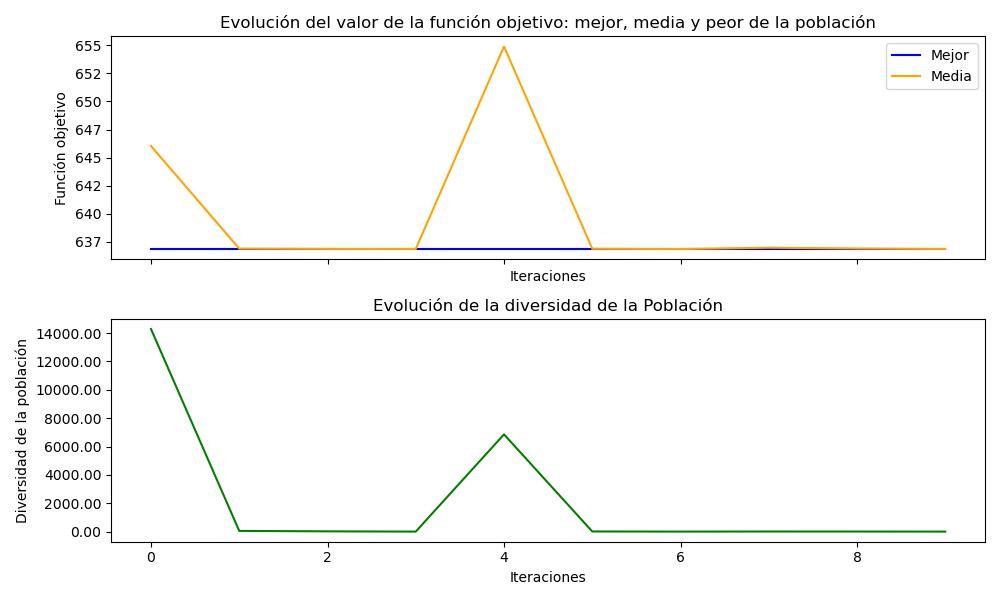 Evolución del valor de la función objetivo: mejor, media y peor de la población
655
652
650
647
645
642
640
637
Función objetivo
Mejor
Media
Iteraciones
Evolución de la diversidad de la Población
14000.00
12000.00
10000.00
8000.00
6000.00
4000.00
2000.00
0.00
Diversidad de la población
0 2 4 6 8
Iteraciones